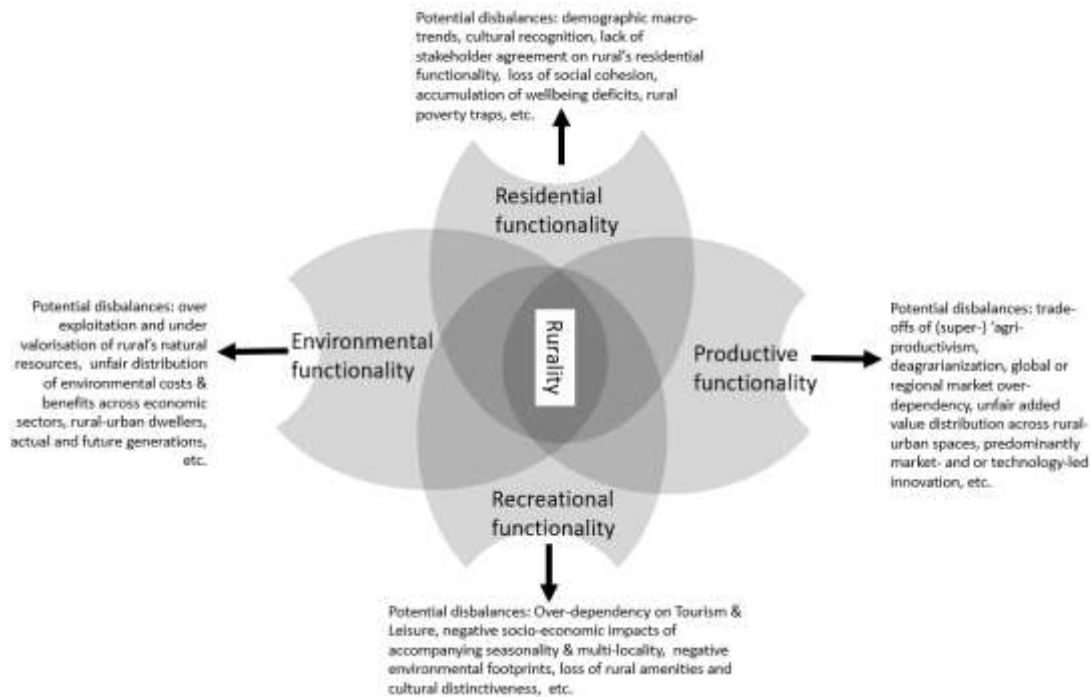 Potential disbalances: demographic macro-
trends, cultural recognition, lack of
stakeholder agreement on rural's residential
functionality, loss of social cohesion,
accumulation of wellbeing deficits, rural
poverty traps, etc.
Residential
functionality
Potential disbalances: over
exploitation and under
valorisation of rural's natural
resources, unfair distribution
of environmental costs &
benefits across economic
sectors, rural-urban dwellers,
actual and future generations,
etc.
Environmental
functionality
Rurality
Productive
functionality
Potential disbalances: trade-
offs of (super-) 'agri-
productivism,
deagrarianization, global or
regional market over-
dependency, unfair added
value distribution across rural-
urban spaces, predominantly
market- and or technology-led
innovation, etc.
Recreational
functionality
Potential disbalances: Over-dependency on Tourism &
Leisure, negative socio-economic impacts of
accompanying seasonality & multi-locality, negative
environmental footprints, loss of rural amenities and
cultural distinctiveness, etc.